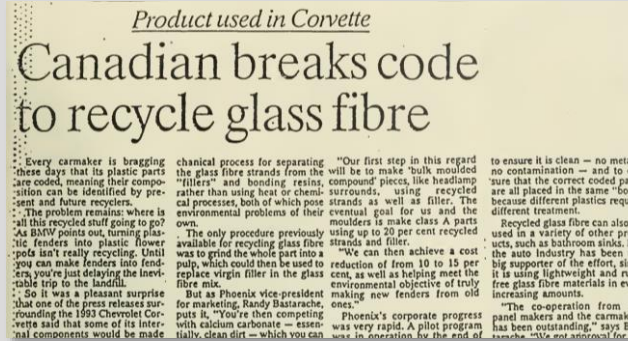 Product used in Corvette
Canadian breaks code
to recycle glass fibre
Every carmaker is bragging
these days that its plastic parts
are coded, meaning their compo-
sition can be identified by pre-
sent and future recyclers.
The problem remains: where is
all this recycled stuff going to go?
As BMW points out, turning plas-
tic fenders into plastic flower
pots isn't really recycling. Until
you can make fenders into fend-
ers, you're just delaying the inevi-
table trip to the landfill.
So it was a pleasant surprise
that one of the press releases sur-
rounding the 1993 Chevrolet Cor-
vette said that some of its inter-
nal components would be made
chanical process for separating
the glass fibre strands from the
"fillers" and bonding resins,
rather than using heat or chemi-
cal processes, both of which pose
environmental problems of their
own.
The only procedure previously
available for recycling glass fibre
was to grind the whole part into a
pulp, which could then be used to
replace virgin filler in the glass
fibre mix.
But as Phoenix vice-president
for marketing, Randy Bastarache,
puts it, "You're then competing
with calcium carbonate — essen-
tially, clean dirt — which you can
"Our first step in this regard
will be to make 'bulk moulded
compound' pieces, like headlamp
surrounds, using recycled
strands as well as filler. The
eventual goal for us and the
moulders is make class A parts
using up to 20 per cent recycled
strands and filler.
"We can then achieve a cost
reduction of from 10 to 15 per
cent, as well as helping meet the
environmental objective of truly
making new fenders from old
ones."
Phoenix's corporate progress
was very rapid. A pilot program
was in operation by the end of
to ensure it is clean — no
no contamination — and to
sure that the correct coded
are all placed in the same
because different plastics
different treatment.
Recycled glass fibre can also
used in a variety of other
ucts, such as bathroom sinks.
the auto industry has been
big supporter of the effort,
it is using lightweight and
free glass fibre materials in
increasing amounts.
"The co-operation from
panel makers and the
has been outstanding," says